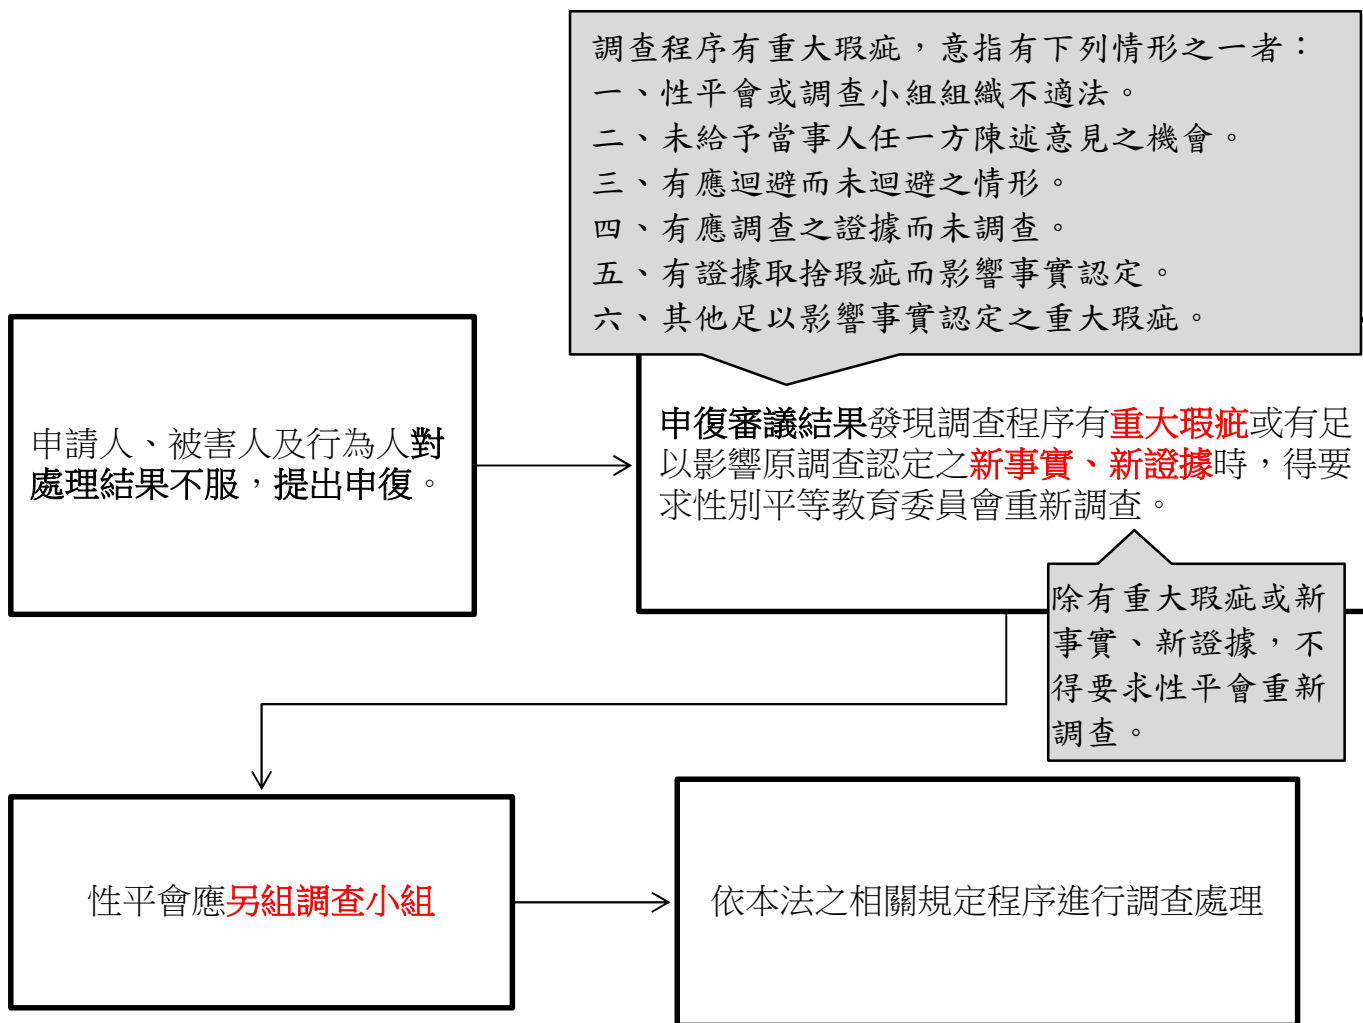 調查程序有重大瑕疵，意指有下列情形之一者：
一、性平會或調查小組組織不適法。
二、未給予當事人任一方陳述意見之機會。
三、有應迴避而未迴避之情形。
四、有應調查之證據而未調查。
五、有證據取捨瑕疵而影響事實認定。
六、其他足以影響事實認定之重大瑕疵。
申請人、被害人及行為人對
處理結果不服，提出申復。
申復審議結果發現調查程序有重大瑕疵或有足
以影響原調查認定之新事實、新證據時，得要
求性別平等教育委員會重新調查。
除有重大瑕疵或新
事實、新證據，不
得要求性平會重新
調查。
性平會應另組調查小組
依本法之相關規定程序進行調查處理